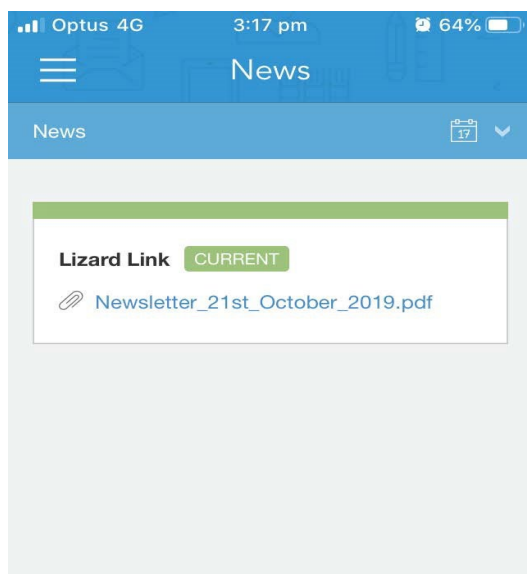 Optus 4G 3:17 pm 64%
News
News 17
Lizard Link CURRENT
Newsletter_21st_October_2019.pdf